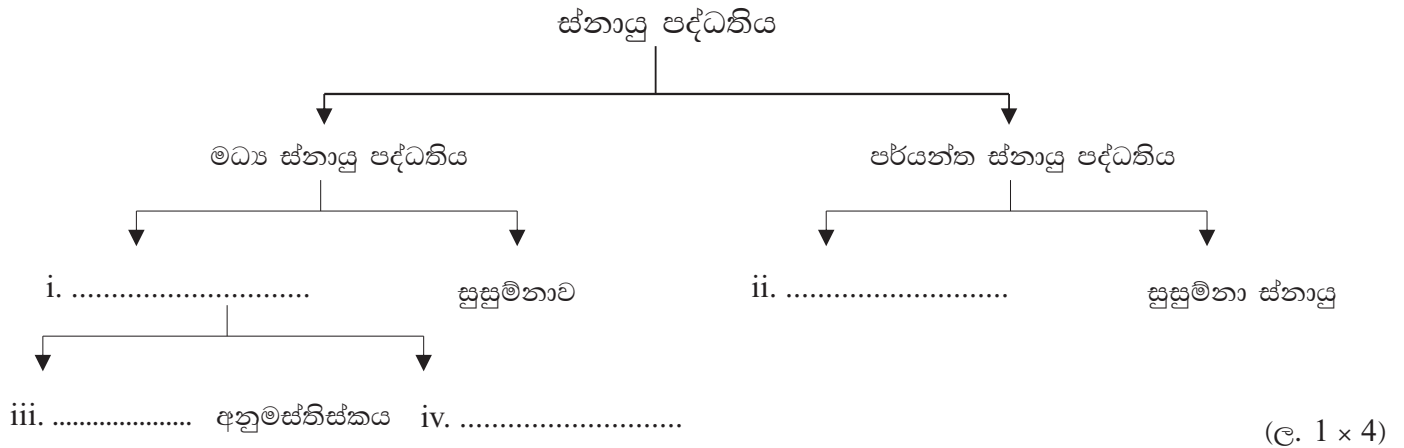 ස්නායු පද්ධතිය
මධ්‍ය ස්නායු පද්ධතිය පර්යන්ත ස්නායු පද්ධතිය
i. .............................. සුසුම්නාව ii. ............................ සුසුම්නා ස්නායු
iii. ..................... අනුමස්තිස්කය iv. ............................
(ල. 1 × 4)